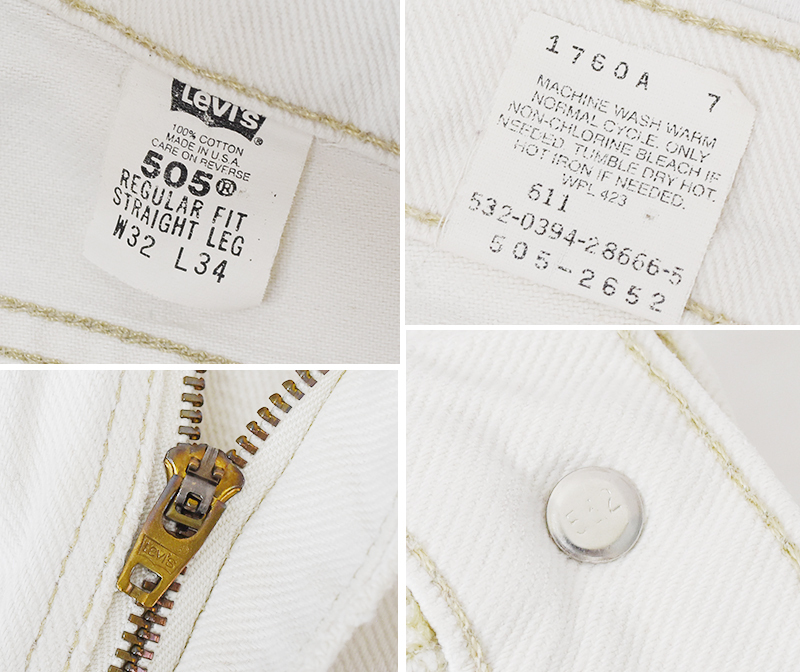 Levi's
®
100% COTTON
MADE IN U.S.A.
CARE ON REVERSE
505®
REGULAR FIT
STRAIGHT LEG
W32 L34
1760A 7
MACHINE WASH WARM
NORMAL CYCLE. ONLY
NON-CHLORINE BLEACH IF
NEEDED. TUMBLE DRY HOT.
HOT IRON IF NEEDED.
WPL 423
611
532-0394-28666-5
505-2652
Levi's